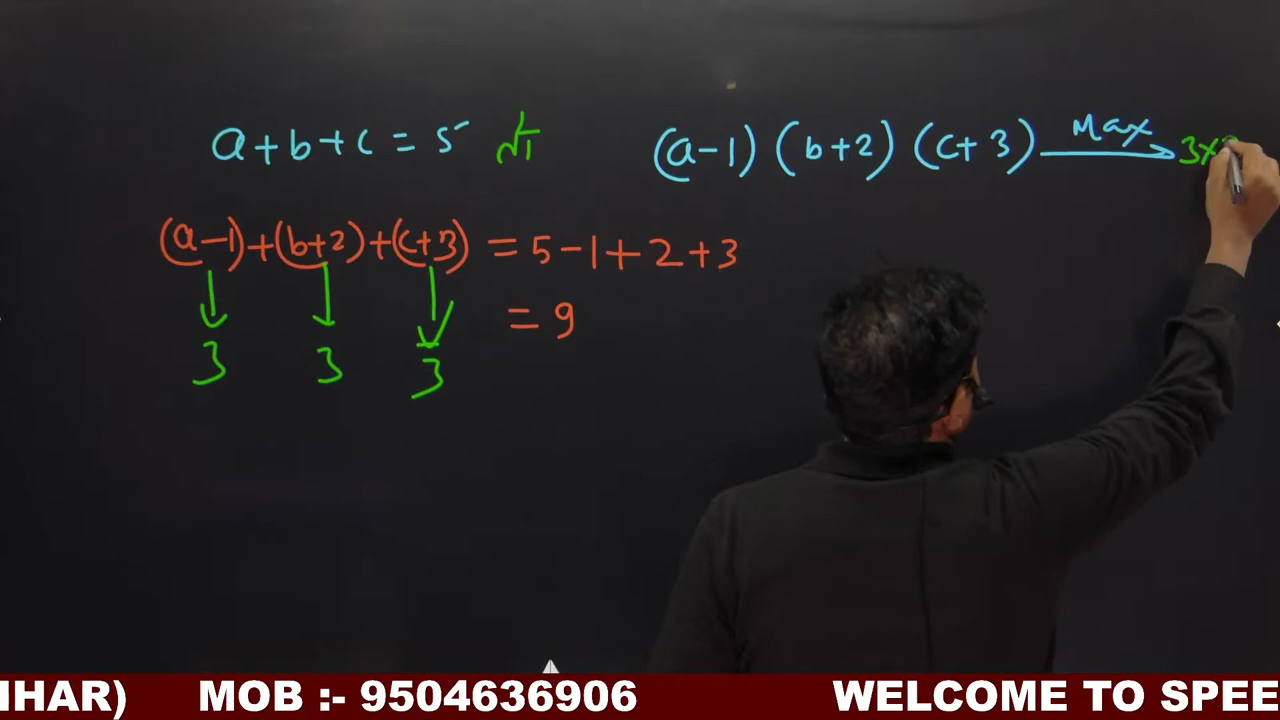 a+b+c = 5
(a-1) (b+2) (c+3) Max 3x
(a-1)+(b+2)+(c+3) = 5-1+2+3
= 9
3 3 3
IHAR) MOB :- 9504636906 WELCOME TO SPEE